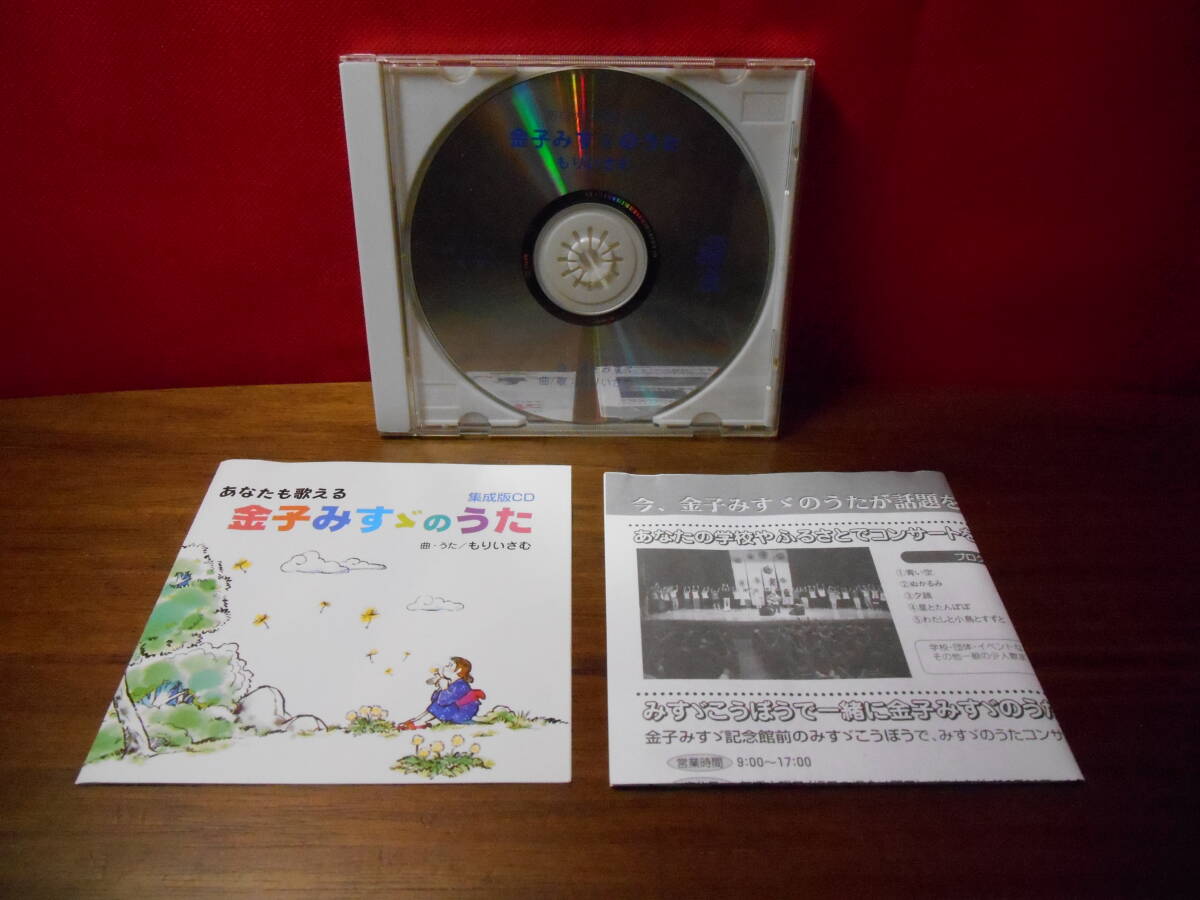 金子みすゞのうた
もりいさむ
あなたも歌える
集成版CD
金子みすゞのうた
曲・うた／もりいさむ
今、金子みすゞのうたが話題を
あなたの学校やふるさとでコンサートを
プロ
①青い空
②ぬかるみ
③夕顔
④星とたんぽぽ
⑤わたしと小鳥とすずと
学校・団体・イベント
その他一般の少人数
みすゞこうぼうで一緒に金子みすゞのうた
金子みすゞ記念館前のみすゞこうぼうで、みすゞのうたコンサ
営業時間 9:00〜17:00